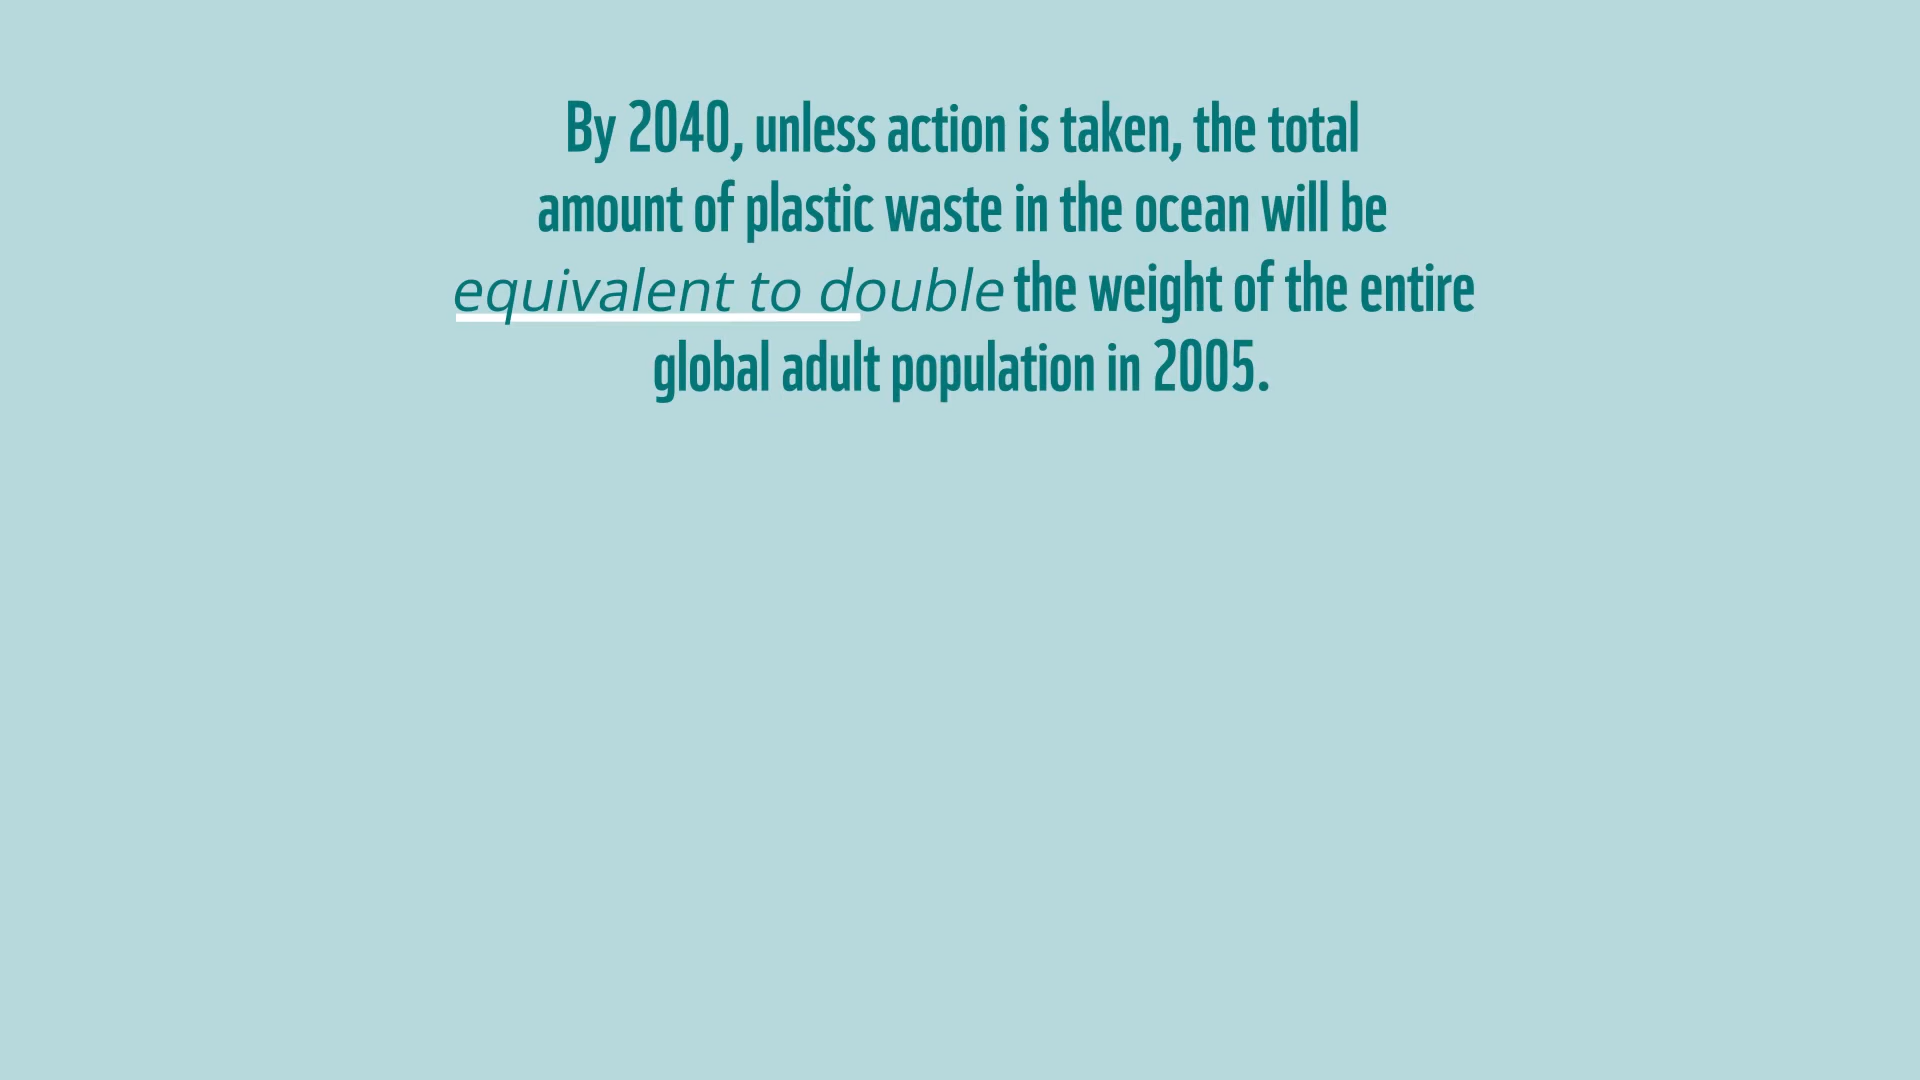 By 2040, unless action is taken, the total
amount of plastic waste in the ocean will be
equivalent to double the weight of the entire
global adult population in 2005.